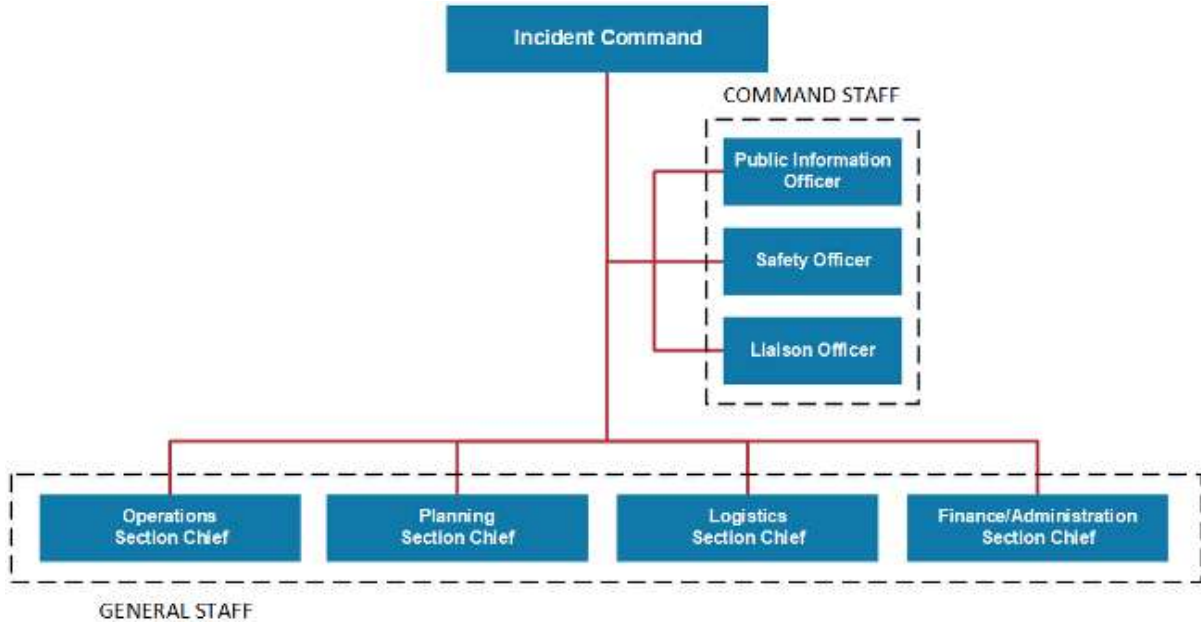 Incident Command
COMMAND STAFF
Public Information
Officer
Safety Officer
Liaison Officer
Operations
Section Chief
Planning
Section Chief
Logistics
Section Chief
Finance/Administration
Section Chief
GENERAL STAFF